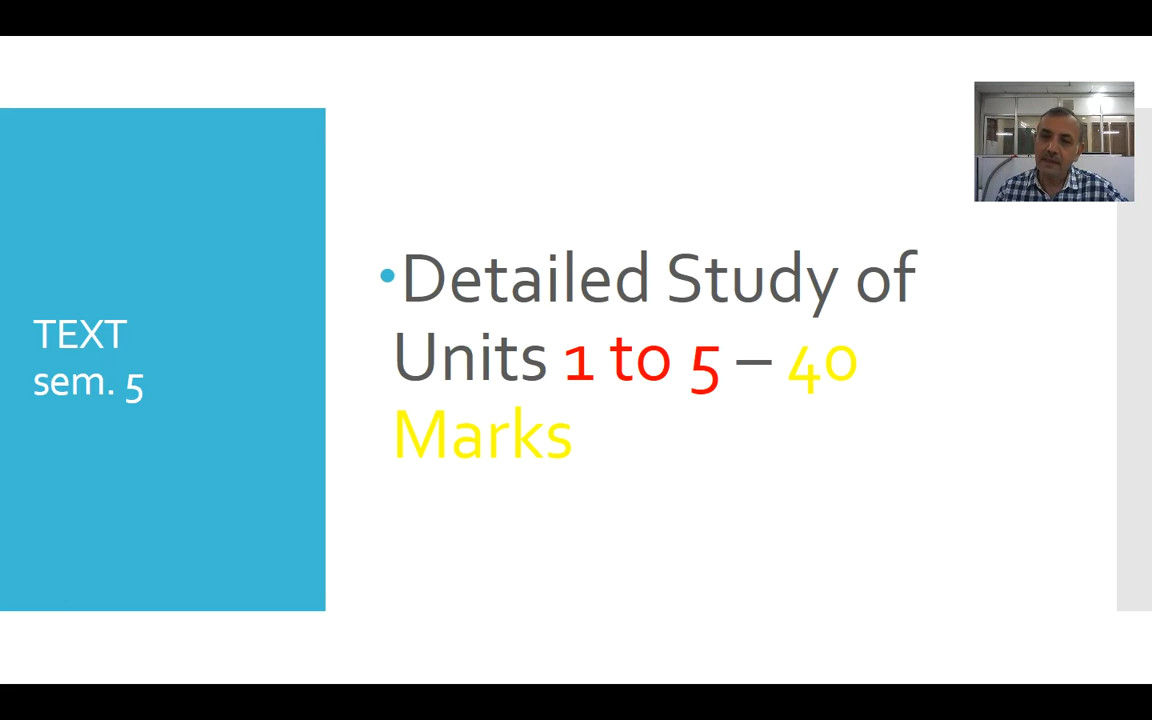 TEXT
sem. 5
•Detailed Study of
Units 1 to 5 – 40
Marks